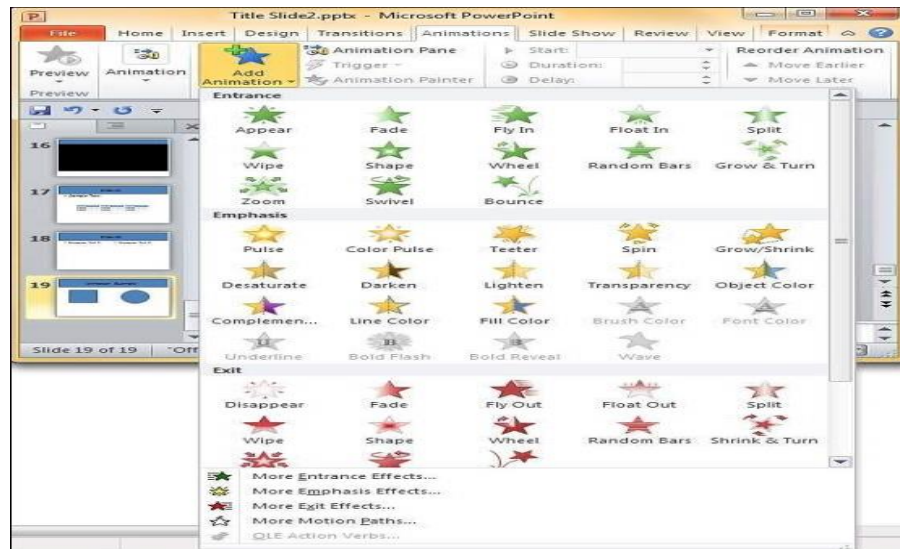 P Title Slide2.pptx - Microsoft PowerPoint
File Home Insert Design Transitions Animations Slide Show Review View Format
Preview
Animation
Add
Animation
Animation Pane
Trigger
Animation Painter
Start:
Duration:
Delay:
Reorder Animation
Move Earlier
Move Later
Preview
Entrance
Appear Fade Fly In Float In Split
Wipe Shape Wheel Random Bars Grow & Turn
Zoom Swivel Bounce
Emphasis
Pulse Color Pulse Teeter Spin Grow/Shrink
Desaturate Darken Lighten Transparency Object Color
Complemen... Line Color Fill Color Brush Color Font Color
Underline Bold Flash Bold Reveal Wave
Exit
Disappear Fade Fly Out Float Out Split
Wipe Shape Wheel Random Bars Shrink & Turn
More Entrance Effects...
More Emphasis Effects...
More Exit Effects...
More Motion Paths...
OLE Action Verbs...
16
17
18
19
Slide 19 of 19 "Off